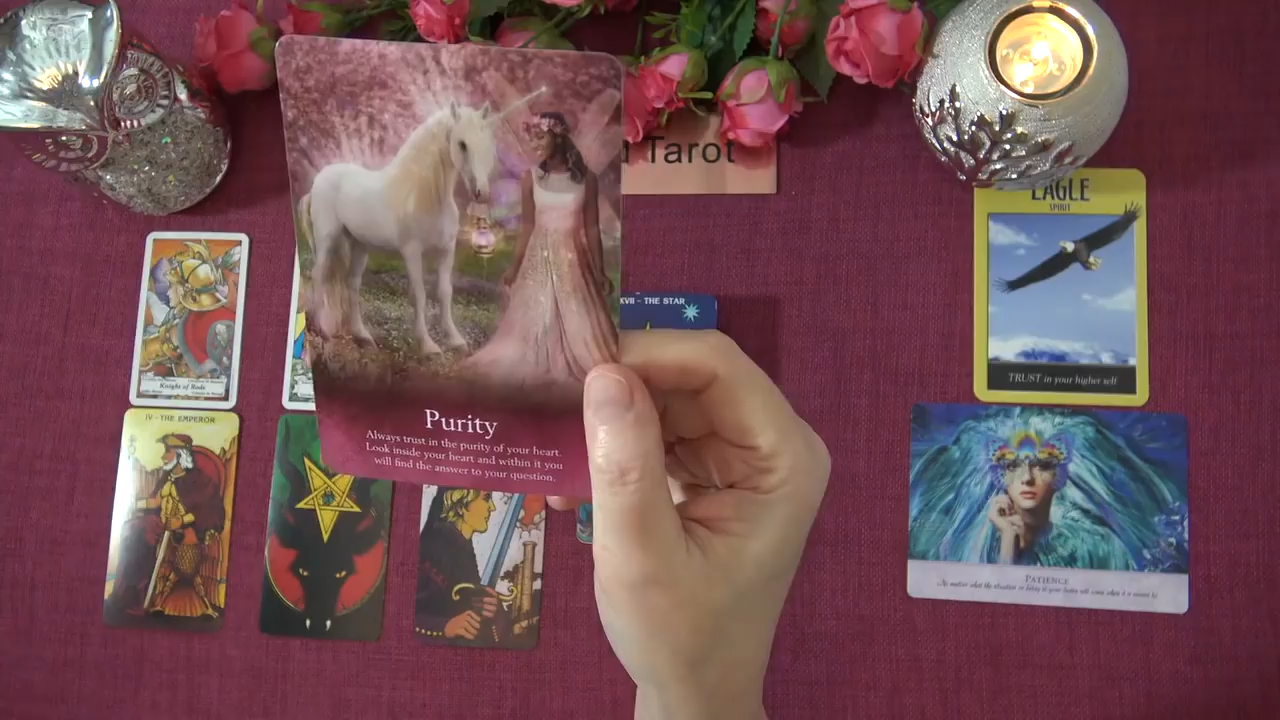 Tarot
EAGLE
SPIRIT
XVII - THE STAR
Knight of Rods
TRUST in your higher self
IV - THE EMPEROR
Purity
Always trust in the purity of your heart.
Look inside your heart and within it you
will find the answer to your question.
PATIENCE